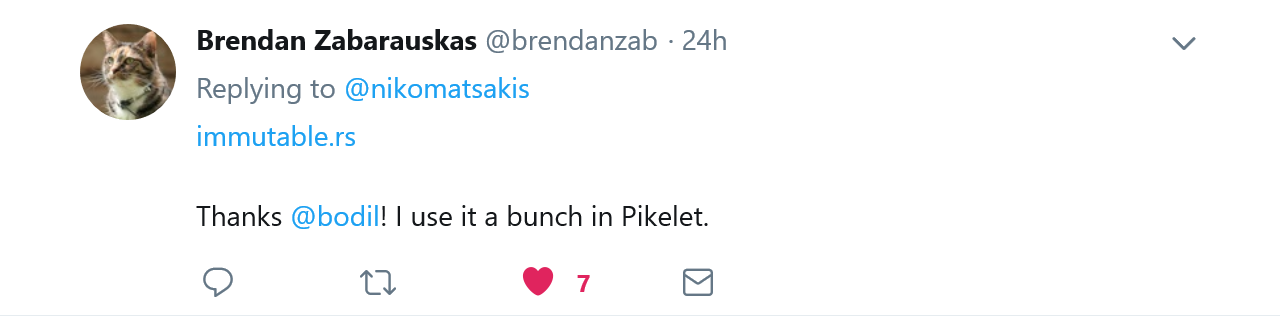 Brendan Zabarauskas @brendanzab · 24h
Replying to @nikomatsakis
immutable.rs
Thanks @bodil! I use it a bunch in Pikelet.
7